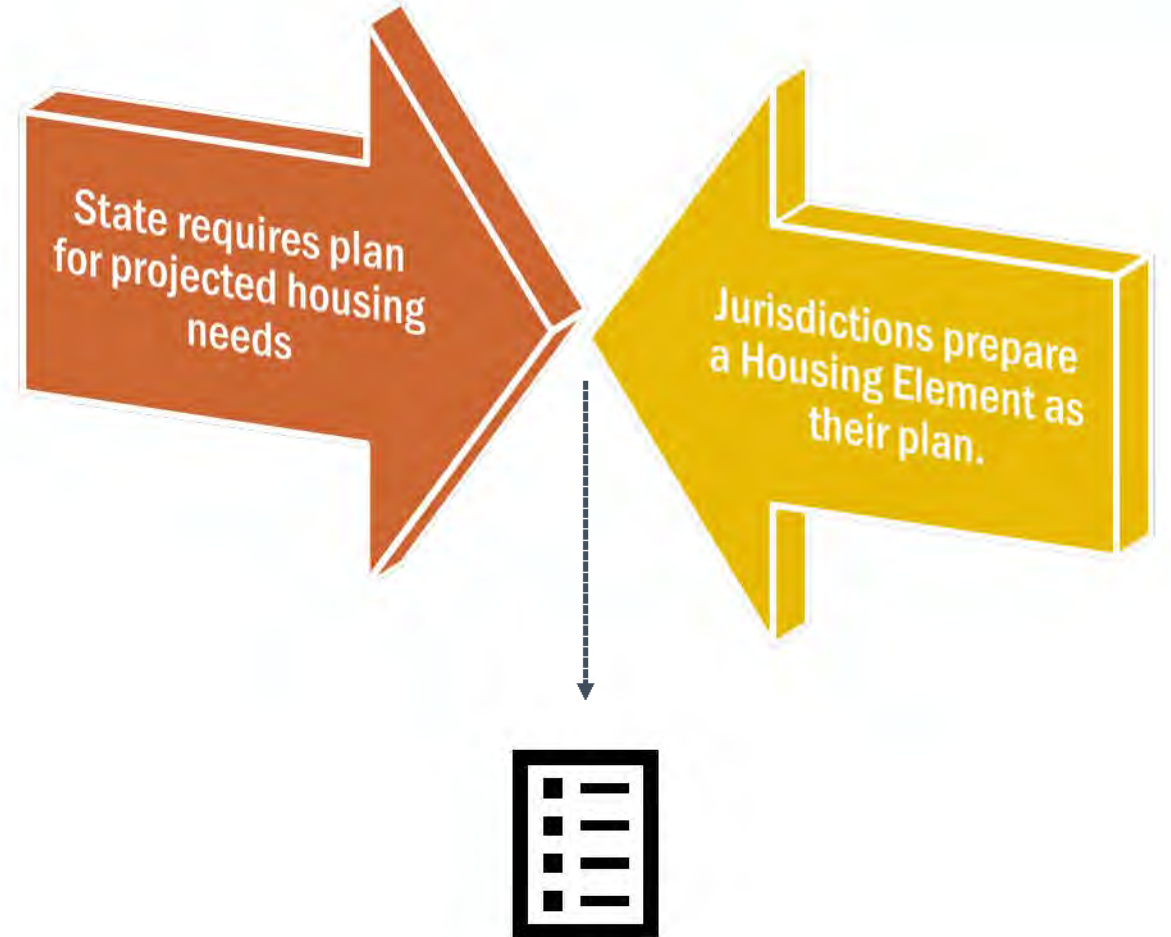 State requires plan
for projected housing
needs
Jurisdictions prepare
a Housing Element as
their plan.